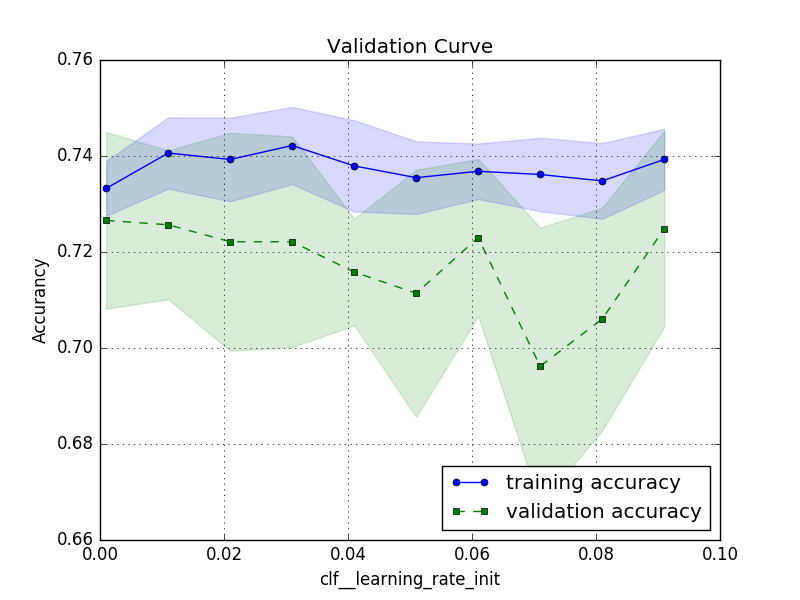 Validation Curve
0.76
0.74
0.72
0.70
0.68
0.66
Accurancy
training accuracy
validation accuracy
0.00 0.02 0.04 0.06 0.08 0.10
clf__learning_rate_init